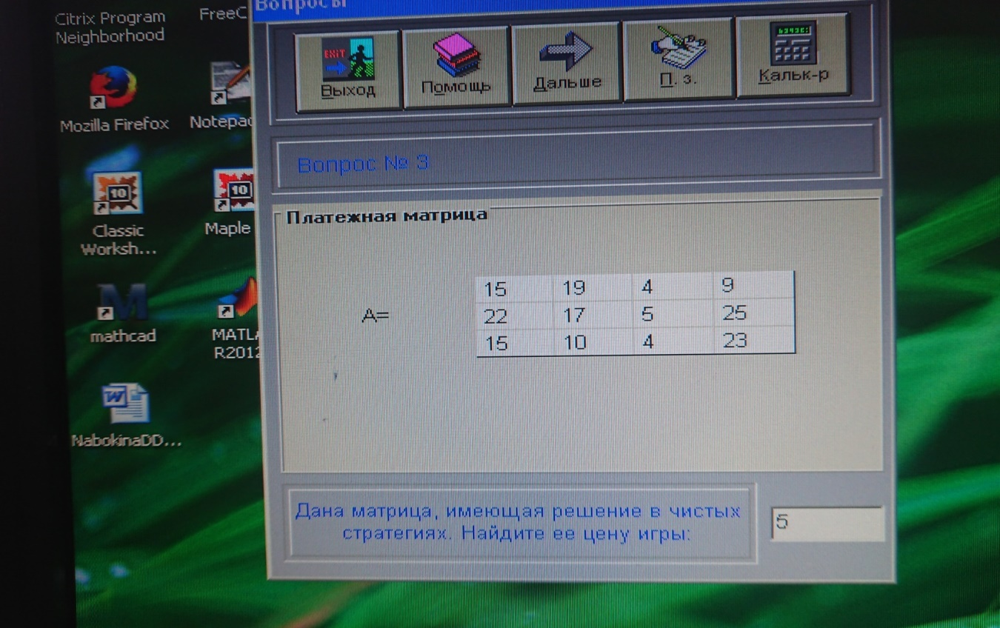 Citrix Program
Neighborhood
FreeC
Mozilla Firefox
Notepad
10
Classic
Worksh...
10
Maple
M
mathcad
MATLA
R2012
W
NabokinaDD...
Вопросы
EXIT
Выход
Помощь
Дальше
П. з.
Кальк-р
Вопрос № 3
Платежная матрица
A=
15 19 4 9
22 17 5 25
15 10 4 23
Дана матрица, имеющая решение в чистых
стратегиях. Найдите ее цену игры:
5